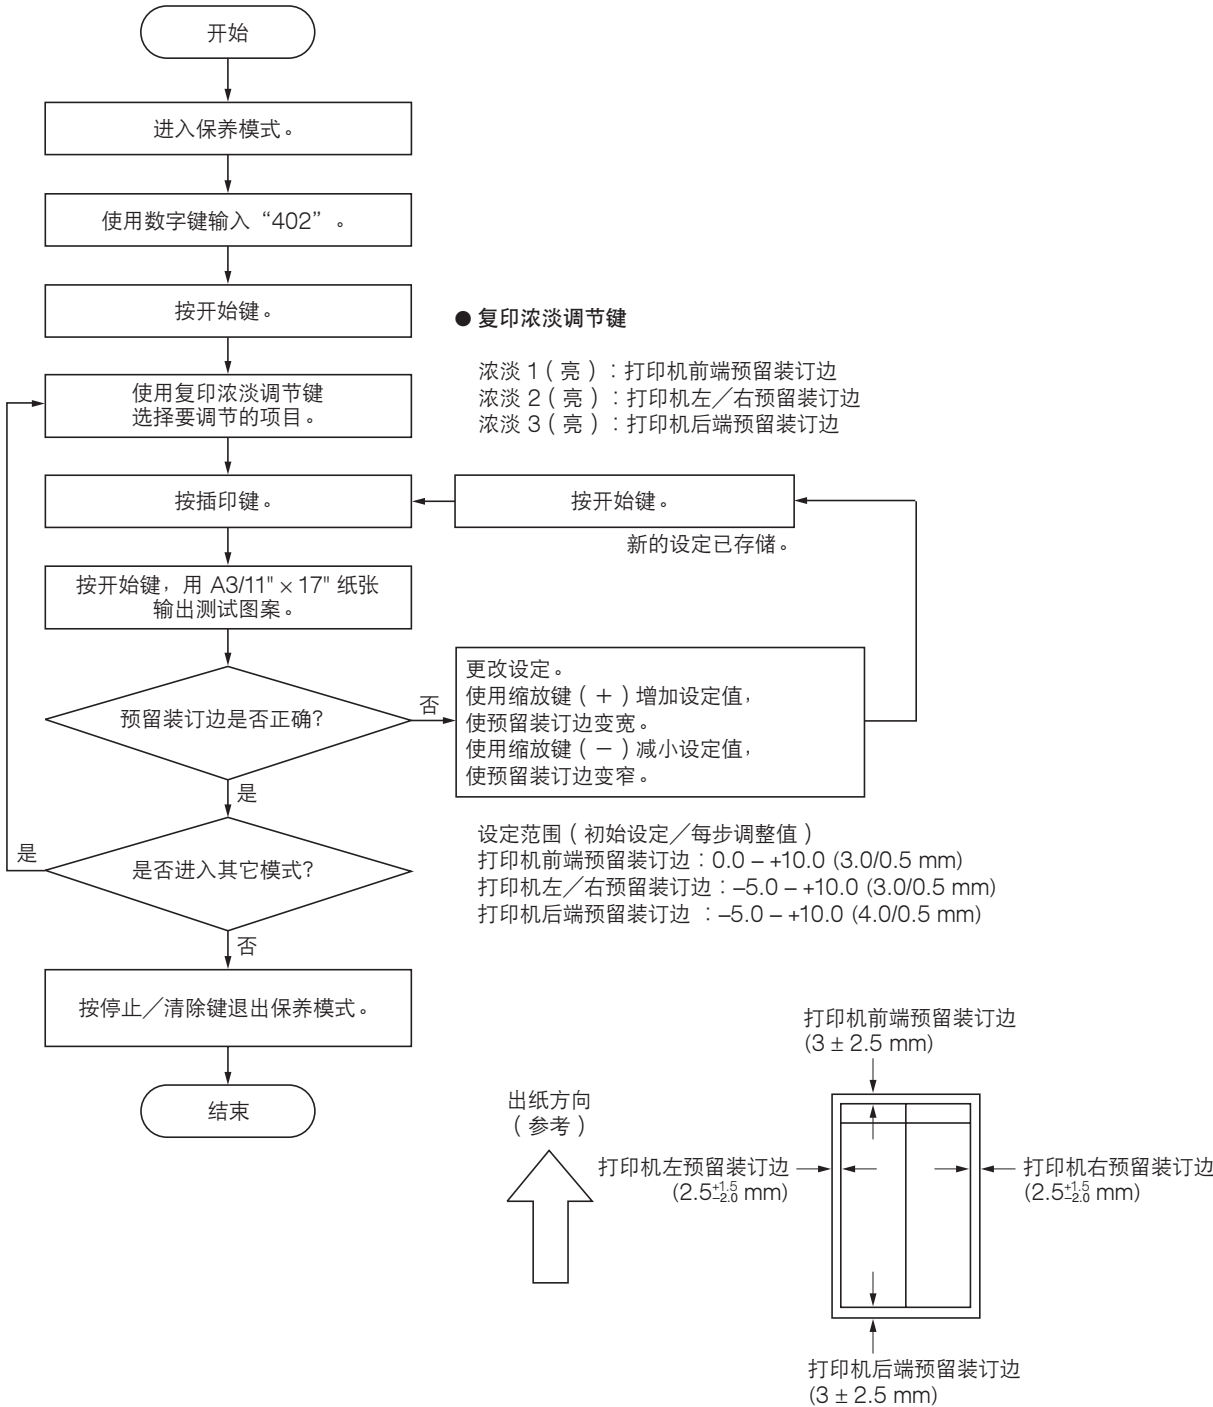 开始
进入保养模式。
使用数字键输入“402”。
按开始键。
使用复印浓淡调节键
选择要调节的项目。
● 复印浓淡调节键
浓淡 1（亮）：打印机前端预留装订边
浓淡 2（亮）：打印机左／右预留装订边
浓淡 3（亮）：打印机后端预留装订边
按插印键。
按开始键。
新的设定已存储。
按开始键，用 A3/11" × 17" 纸张
输出测试图案。
预留装订边是否正确?
否
更改设定。
使用缩放键（＋）增加设定值，
使预留装订边变宽。
使用缩放键（－）减小设定值，
使预留装订边变窄。
是
是
是否进入其它模式?
设定范围（初始设定／每步调整值）
打印机前端预留装订边：0.0 – +10.0 (3.0/0.5 mm)
打印机左／右预留装订边：–5.0 – +10.0 (3.0/0.5 mm)
打印机后端预留装订边 ：–5.0 – +10.0 (4.0/0.5 mm)
否
按停止／清除键退出保养模式。
结束
打印机前端预留装订边
(3 ± 2.5 mm)
出纸方向
（参考）
打印机左预留装订边
(2.5+1.5 –2.0 mm)
打印机右预留装订边
(2.5+1.5 –2.0 mm)
打印机后端预留装订边
(3 ± 2.5 mm)